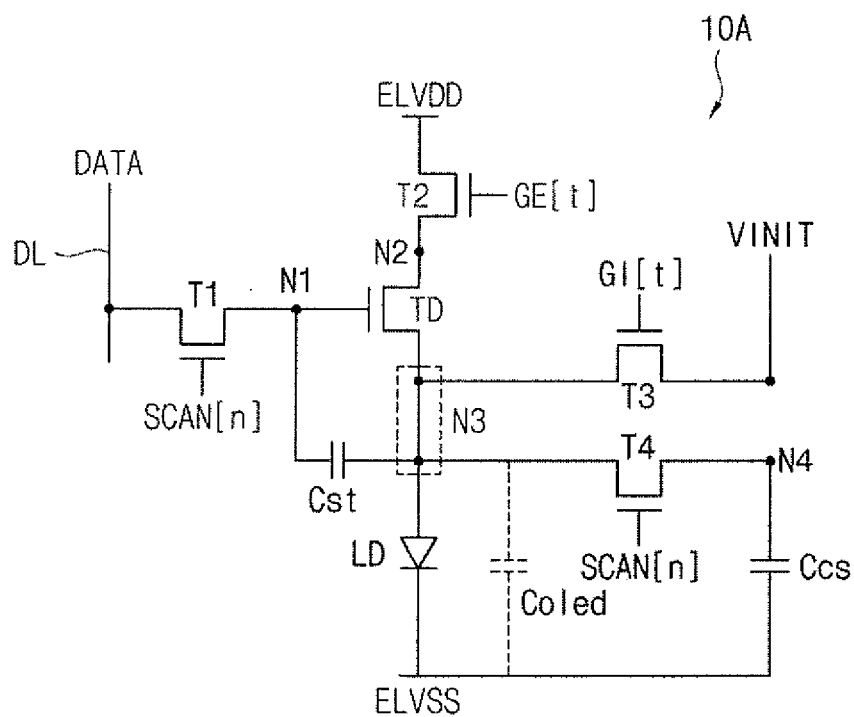 10A
ELVDD
DATA
T2
GE[t]
DL
N2
VINIT
T1
N1
GI[t]
TD
T3
SCAN[n]
N3
T4
N4
Cst
LD
SCAN[n]
Coled
Ccs
ELVSS